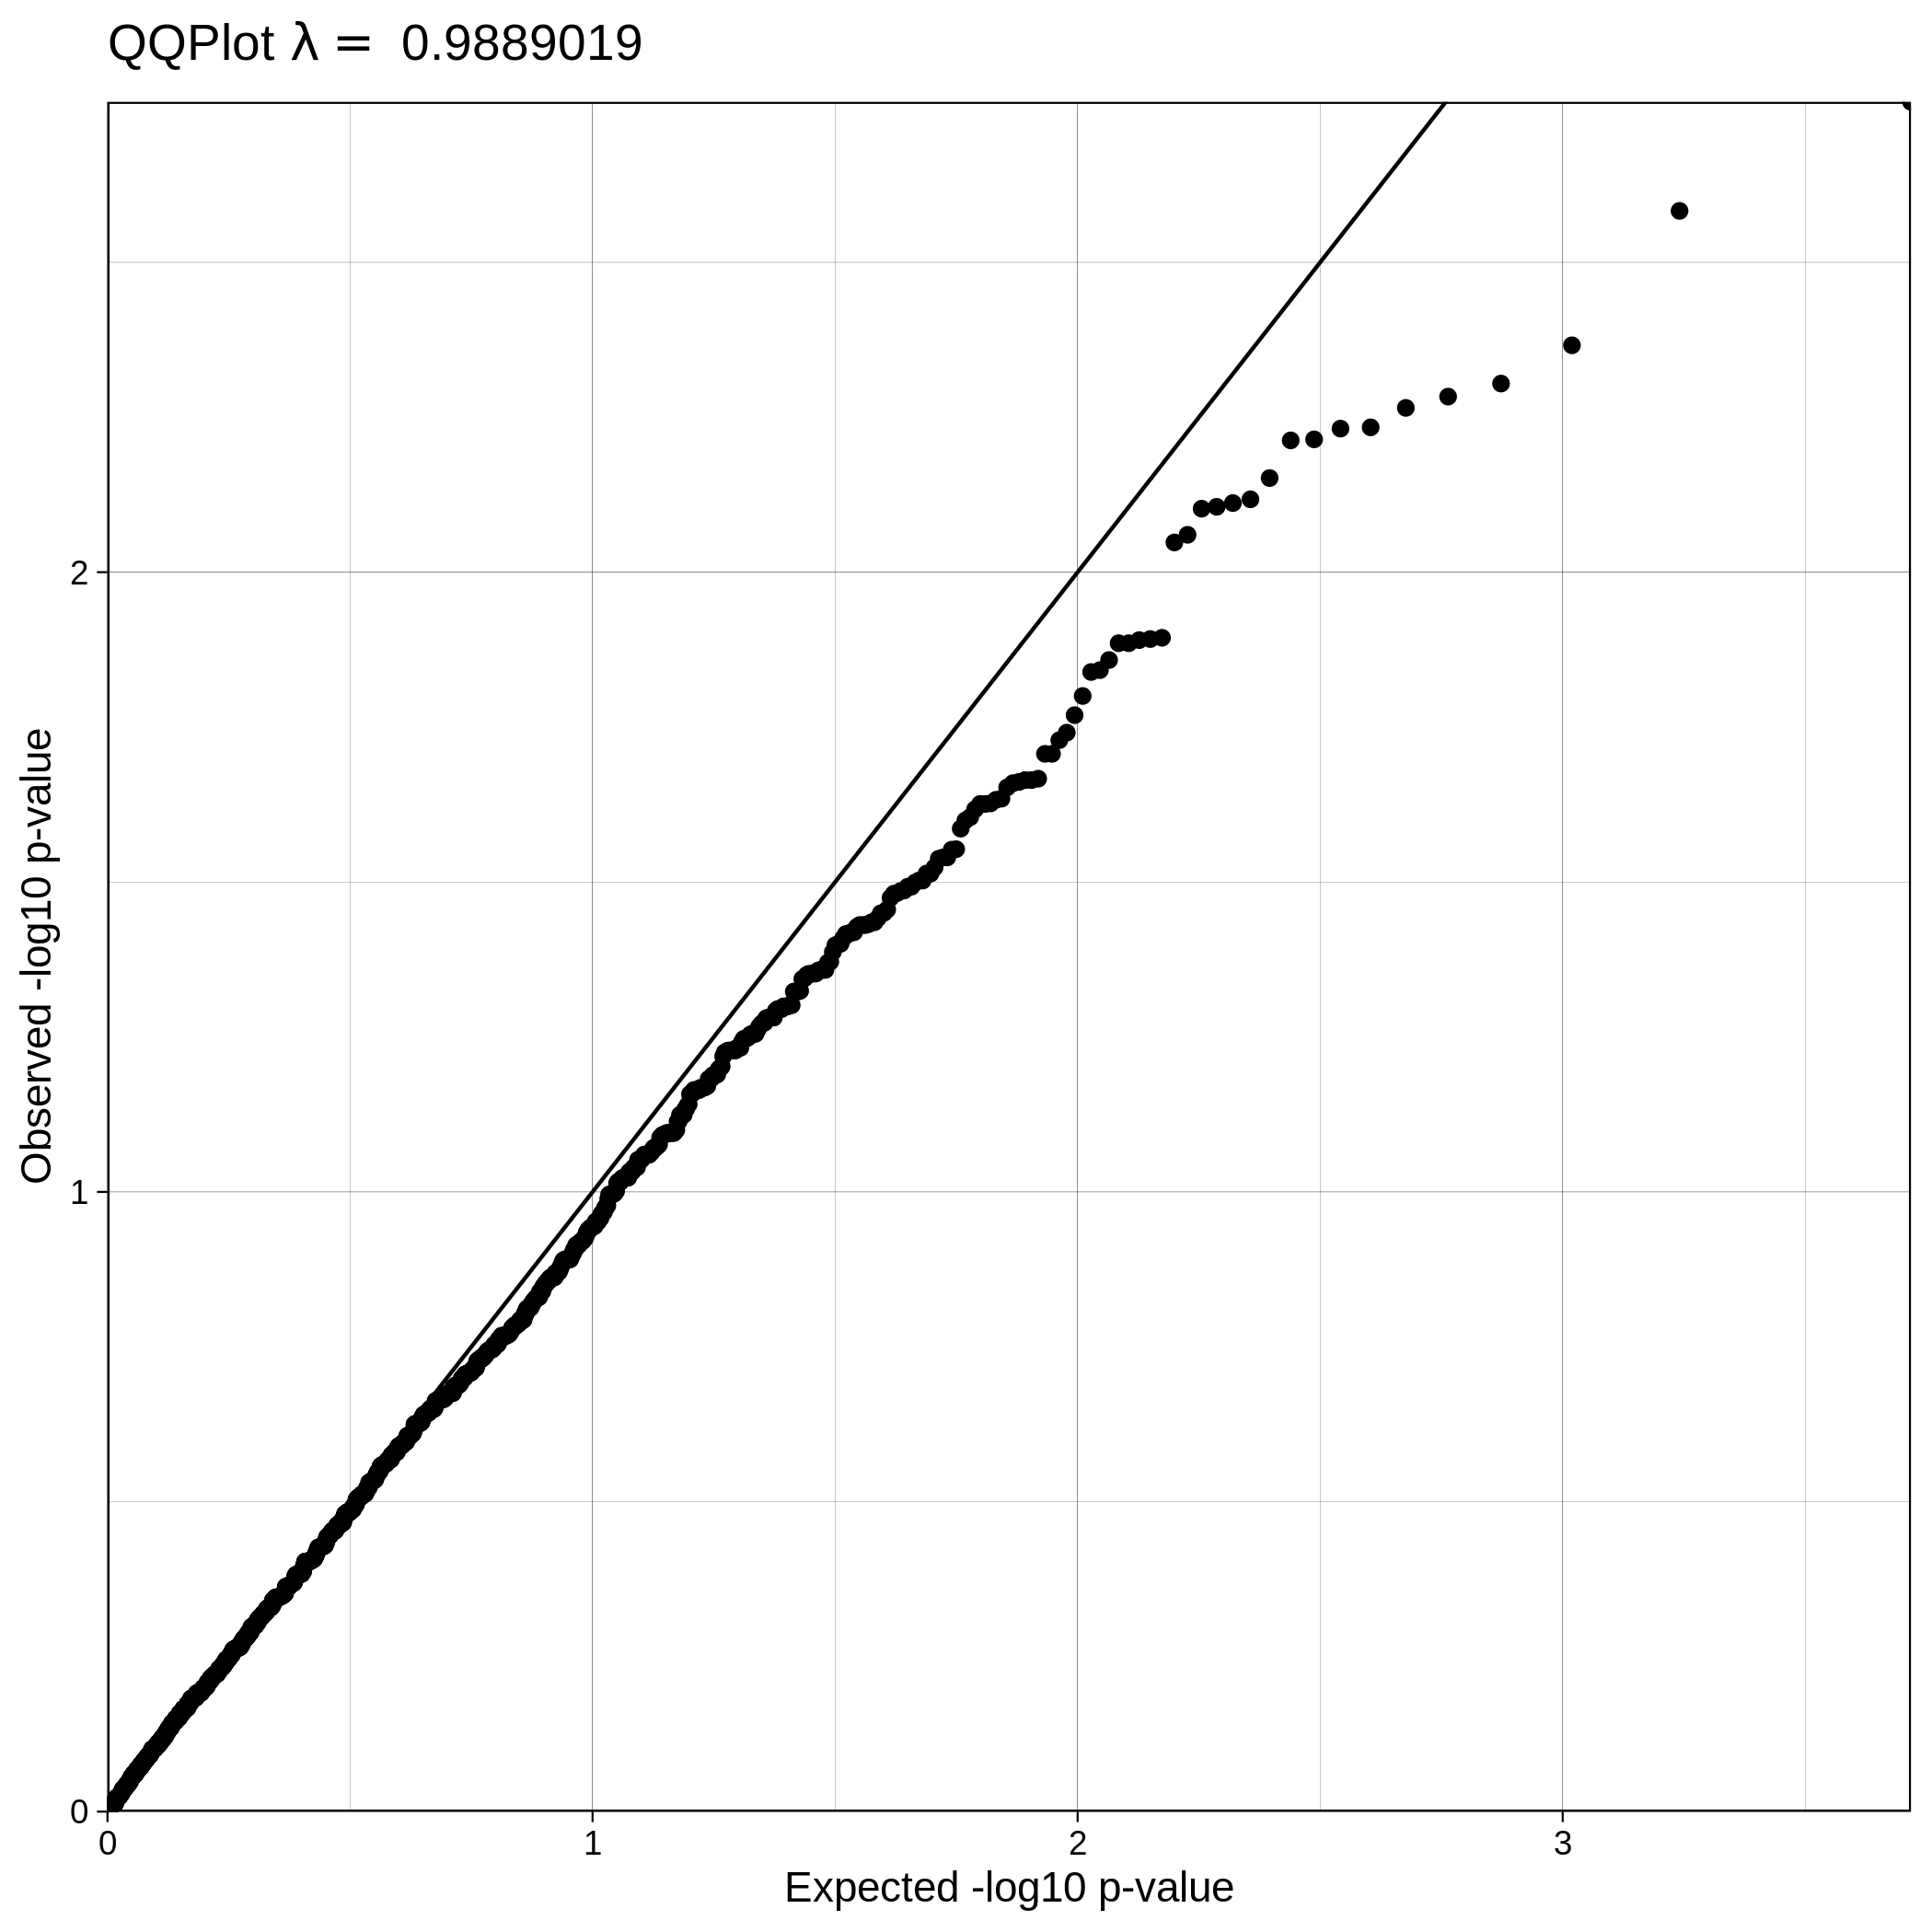 QQPlot λ = 0.9889019
Observed -log10 p-value
2
1
0
0 1 2 3
Expected -log10 p-value